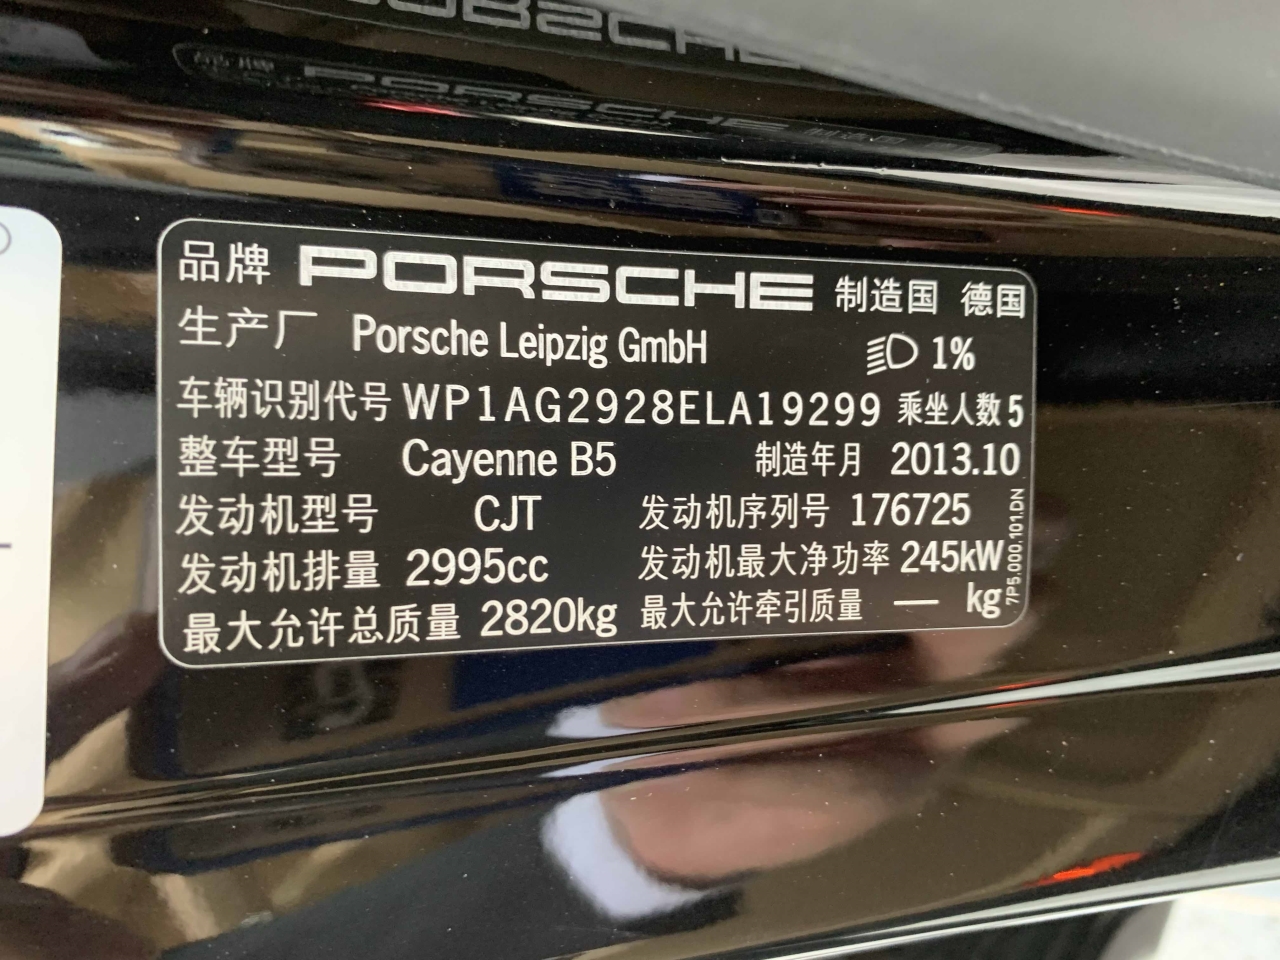 品牌 PORSCHE 制造国 德国
生产厂 Porsche Leipzig GmbH 1%
车辆识别代号 WP1AG2928ELA19299 乘坐人数 5
整车型号 Cayenne B5 制造年月 2013.10
发动机型号 CJT 发动机序列号 176725
发动机排量 2995cc 发动机最大净功率 245kW
最大允许总质量 2820kg 最大允许牵引质量 — kg
7P5.000.101.DN